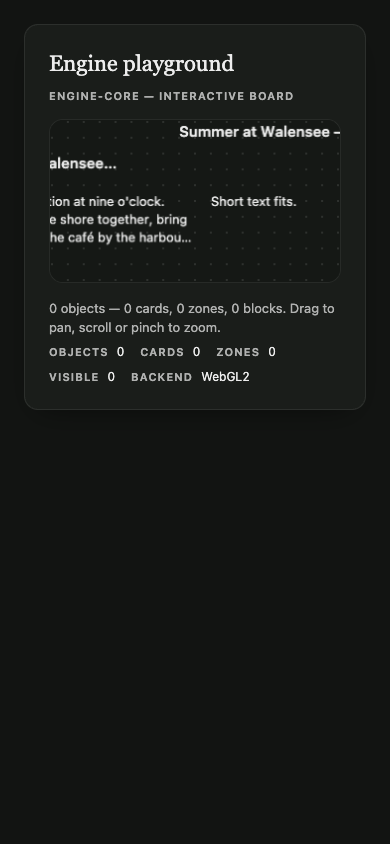 Engine playground
ENGINE-CORE — INTERACTIVE BOARD
Summer at Walensee –
alensee...
tion at nine o'clock.
Short text fits.
e shore together, bring
he café by the harbou...
0 objects — 0 cards, 0 zones, 0 blocks. Drag to
pan, scroll or pinch to zoom.
OBJECTS 0 CARDS 0 ZONES 0
VISIBLE 0 BACKEND WebGL2